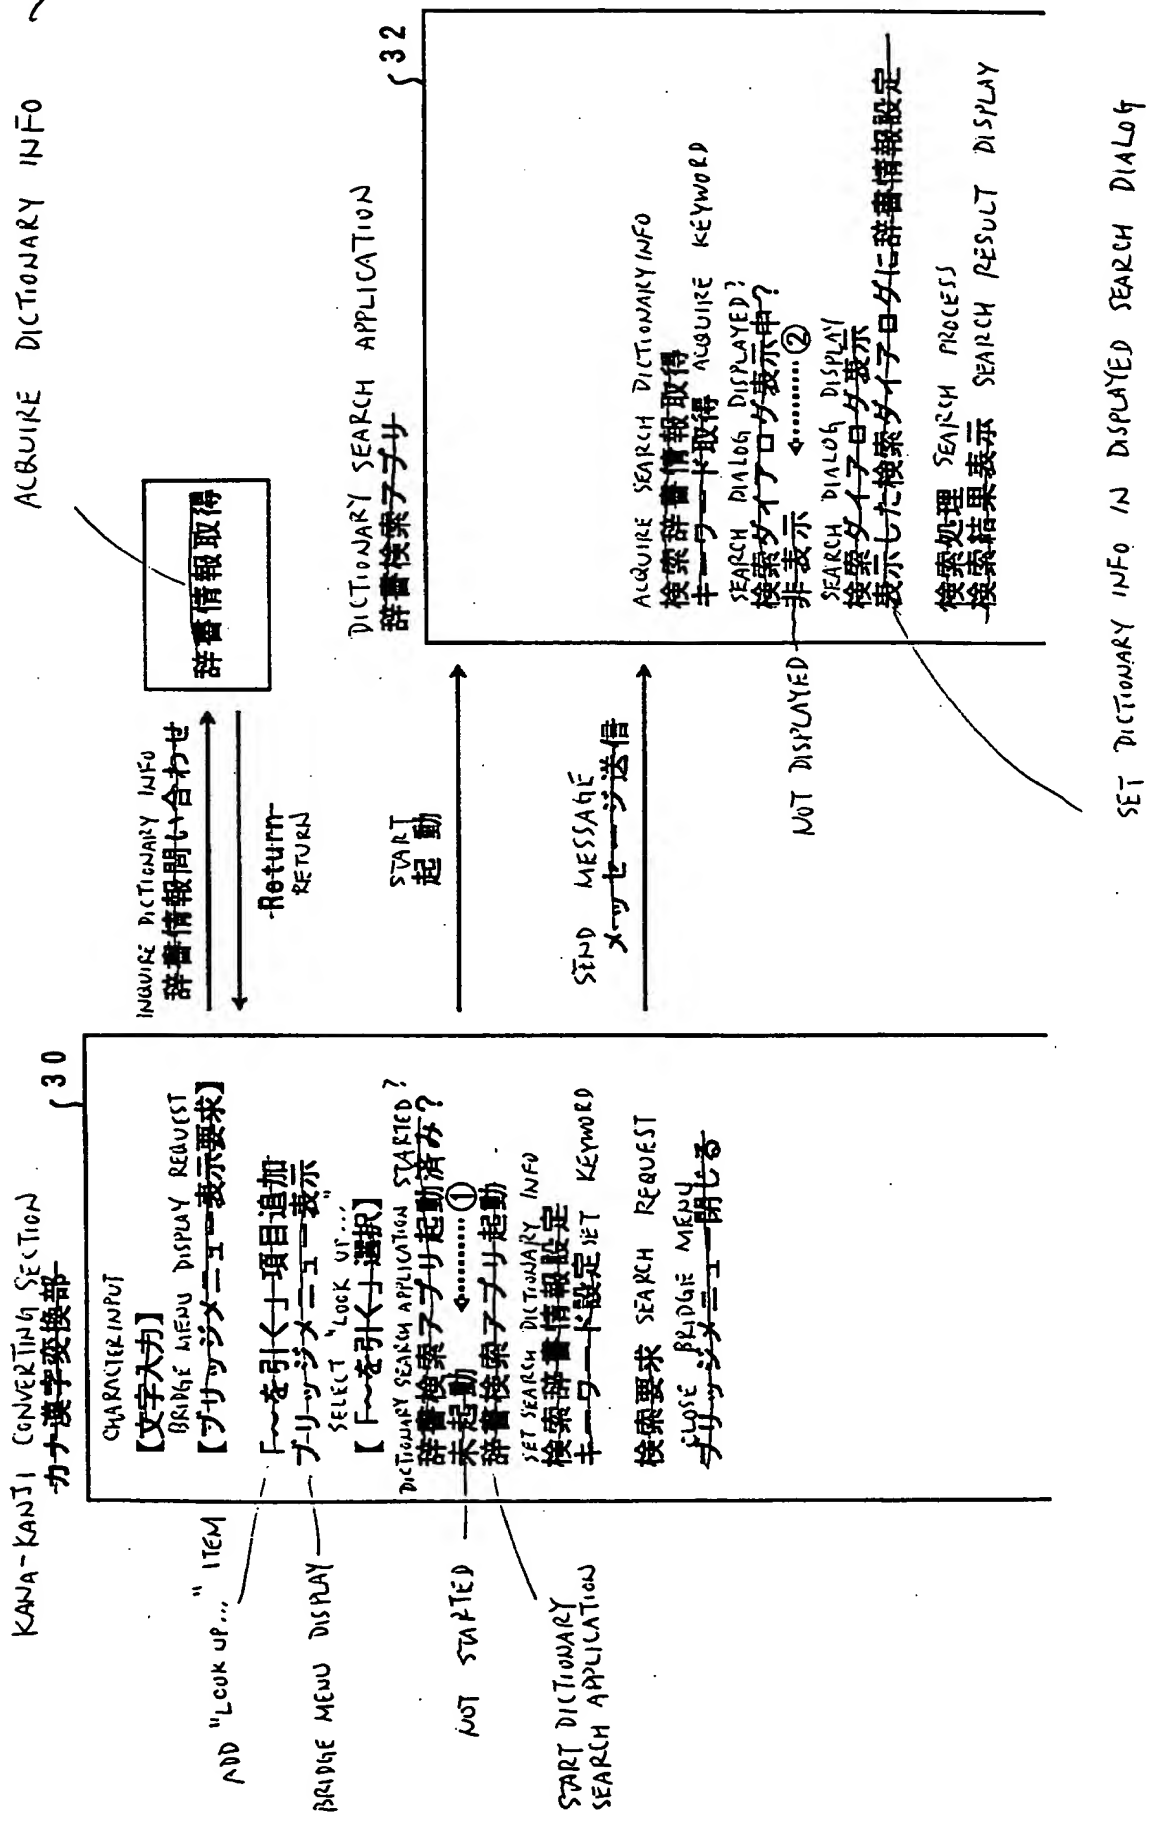 ACQUIRE DICTIONARY INFO
辞書情報取得
INQUIRE DICTIONARY INFO
辞書情報問い合わせ
Return
RETURN
KANA-KANJI CONVERTING SECTION
カナ漢字変換部
30
CHARACTER INPUT
【文字入力】
BRIDGE MENU DISPLAY REQUEST
【ブリッジメニュー表示要求】
ADD "LOOK UP..." ITEM
「~を引く」項目追加
BRIDGE MENU DISPLAY
ブリッジメニュー表示
SELECT "LOOK UP..."
【「~を引く」選択】
DICTIONARY SEARCH APPLICATION STARTED?
辞書検索アプリ起動済み?
NOT STARTED
未起動 ①
START DICTIONARY
SEARCH APPLICATION
辞書検索アプリ起動
SET SEARCH DICTIONARY INFO
検索辞書情報設定
キーワード設定 SET KEYWORD
検索要求 SEARCH REQUEST
CLOSE BRIDGE MENU
ブリッジメニュー閉じる
START
起動
SEND MESSAGE
メッセージ送信
DICTIONARY SEARCH APPLICATION
辞書検索アプリ
32
ACQUIRE SEARCH DICTIONARY INFO
検索辞書情報取得
キーワード取得 ACQUIRE KEYWORD
SEARCH DIALOG DISPLAYED?
検索ダイアログ表示中?
非表示 ②
NOT DISPLAYED
SEARCH DIALOG DISPLAY
検索ダイアログ表示
表示した検索ダイアログに辞書情報設定
SET DICTIONARY INFO IN DISPLAYED SEARCH DIALOG
検索処理 SEARCH PROCESS
検索結果表示 SEARCH RESULT DISPLAY